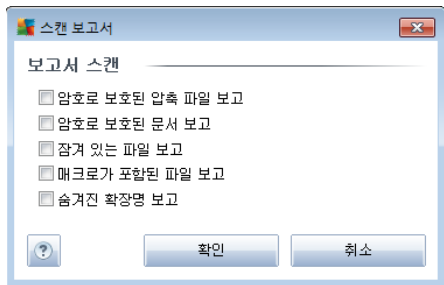 스캔 보고서
보고서 스캔
암호로 보호된 압축 파일 보고
암호로 보호된 문서 보고
잠겨 있는 파일 보고
매크로가 포함된 파일 보고
숨겨진 확장명 보고
?
확인
취소